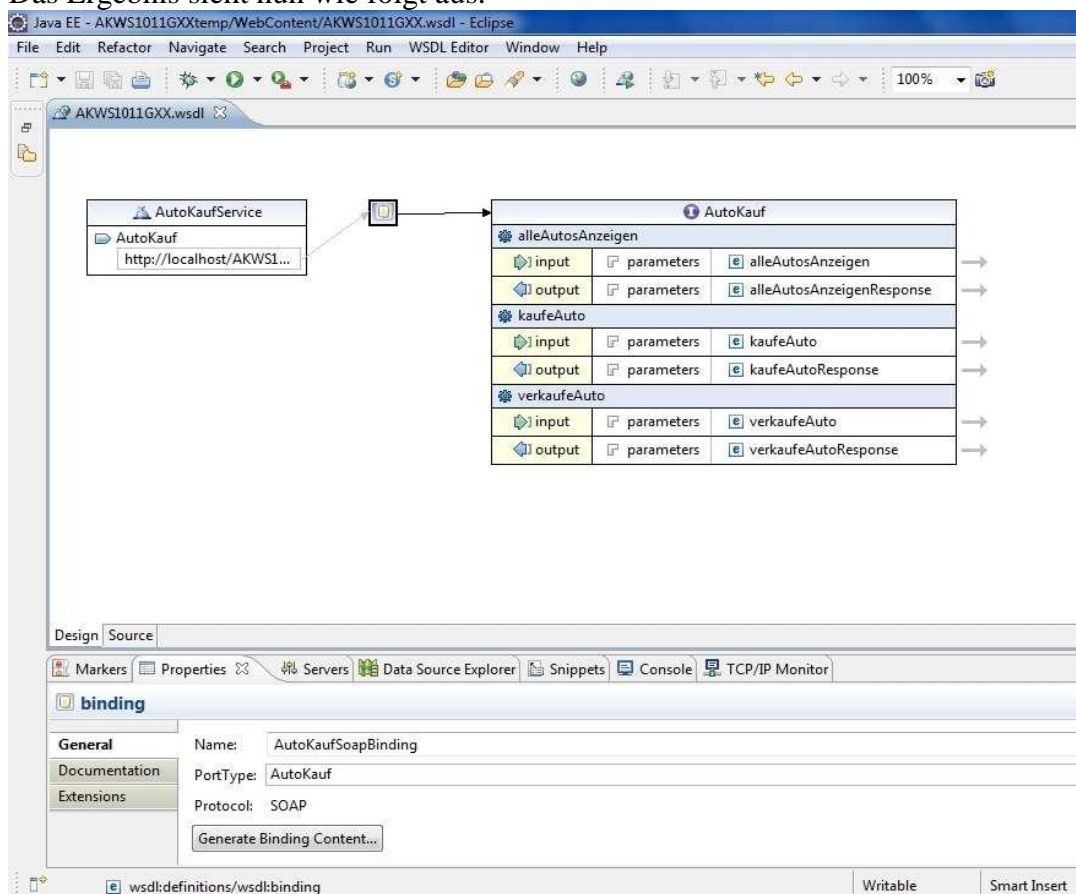 Das Ergebnis sieht nun wie folgt aus:
Java EE - AKWS1011GXXtemp/WebContent/AKWS1011GXX.wsdl - Eclipse
File Edit Refactor Navigate Search Project Run WSDL Editor Window Help
100%
AKWS1011GXX.wsdl
AutoKaufService
AutoKauf
http://localhost/AKWS1...
AutoKauf
alleAutosAnzeigen
input parameters alleAutosAnzeigen
output parameters alleAutosAnzeigenResponse
kaufeAuto
input parameters kaufeAuto
output parameters kaufeAutoResponse
verkaufeAuto
input parameters verkaufeAuto
output parameters verkaufeAutoResponse
Design Source
Markers Properties Servers Data Source Explorer Snippets Console TCP/IP Monitor
binding
General Name: AutoKaufSoapBinding
Documentation PortType: AutoKauf
Extensions Protocol: SOAP
Generate Binding Content...
wsdl:definitions/wsdl:binding Writable Smart Insert